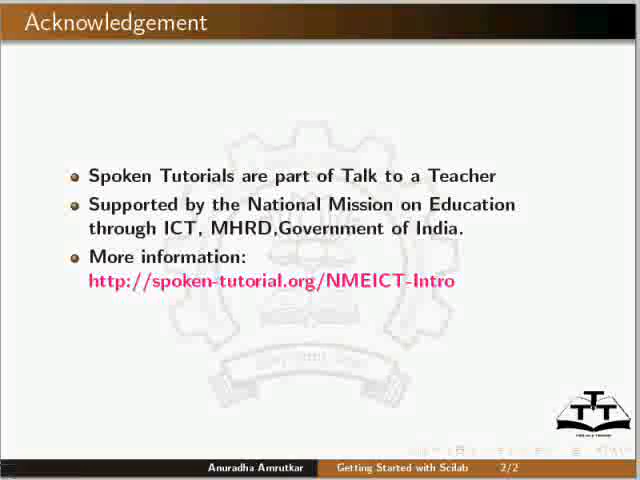 Acknowledgement
Spoken Tutorials are part of Talk to a Teacher
Supported by the National Mission on Education
through ICT, MHRD,Government of India.
More information:
http://spoken-tutorial.org/NMEICT-Intro
TTT
Anuradha Amrutkar Getting Started with Scilab 2/2